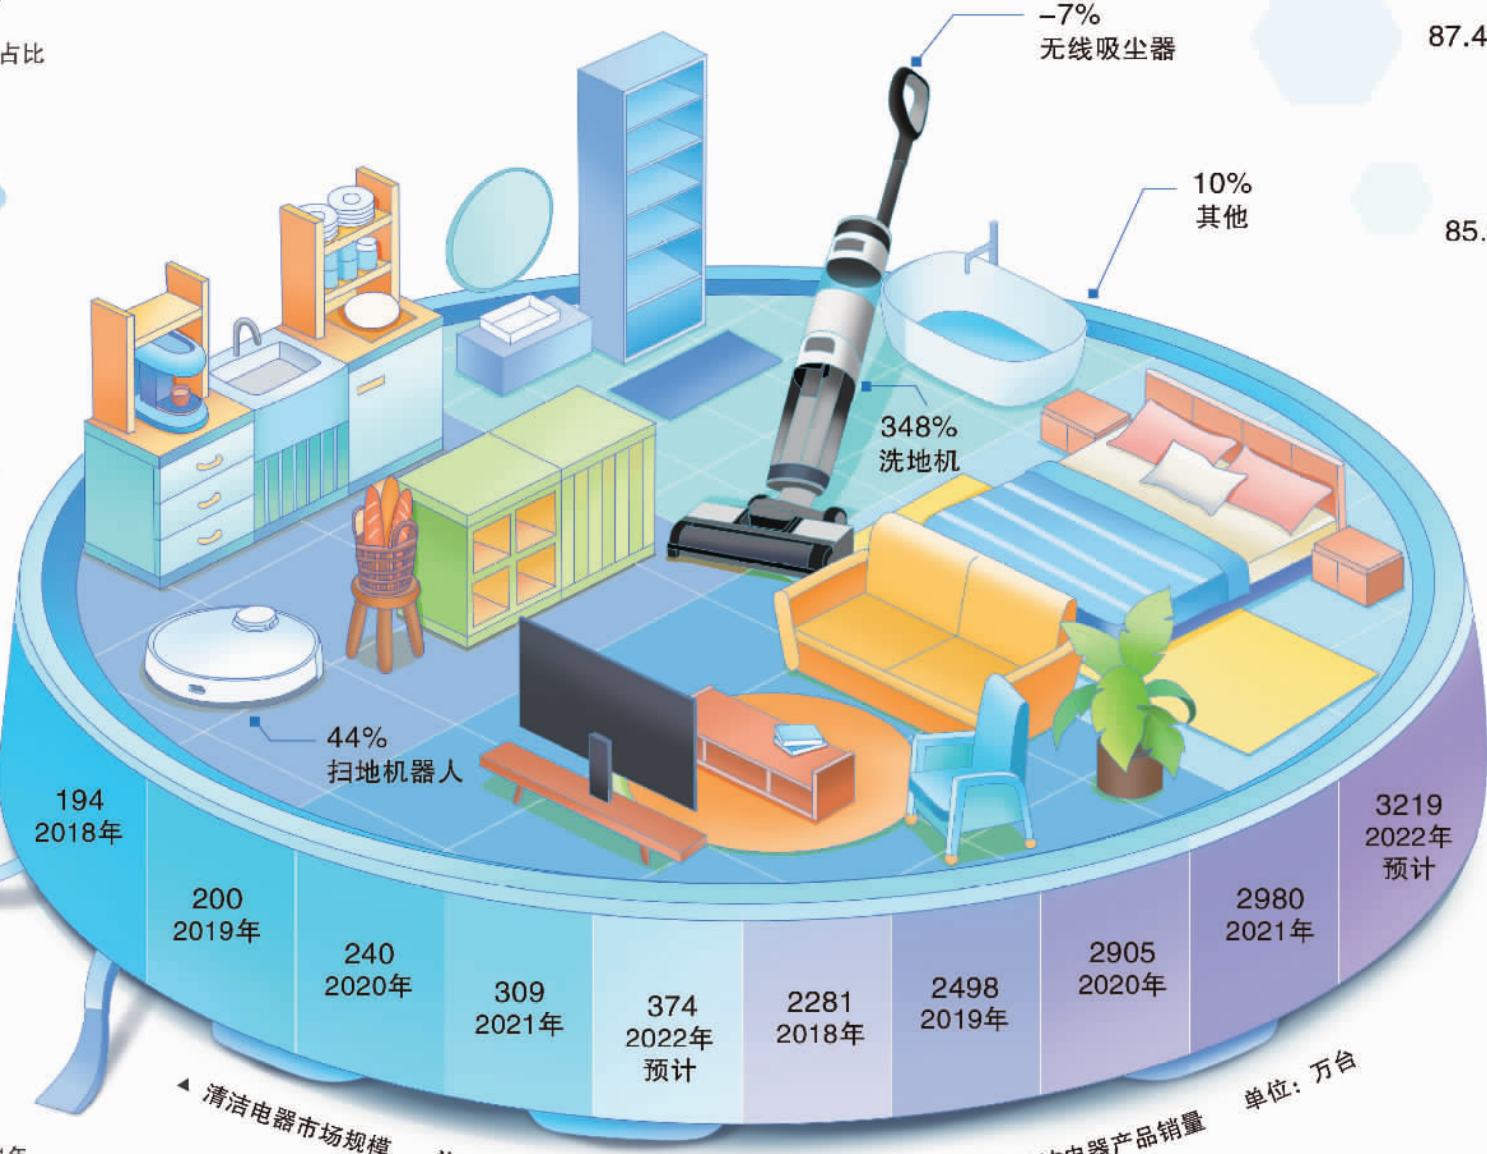 占比
-7%
无线吸尘器
87.4
10%
其他
85.
348%
洗地机
44%
扫地机器人
194
2018年
200
2019年
240
2020年
309
2021年
374
2022年
预计
2281
2018年
2498
2019年
2905
2020年
2980
2021年
3219
2022年
预计
▲ 清洁电器市场规模
电器产品销量 单位：万台